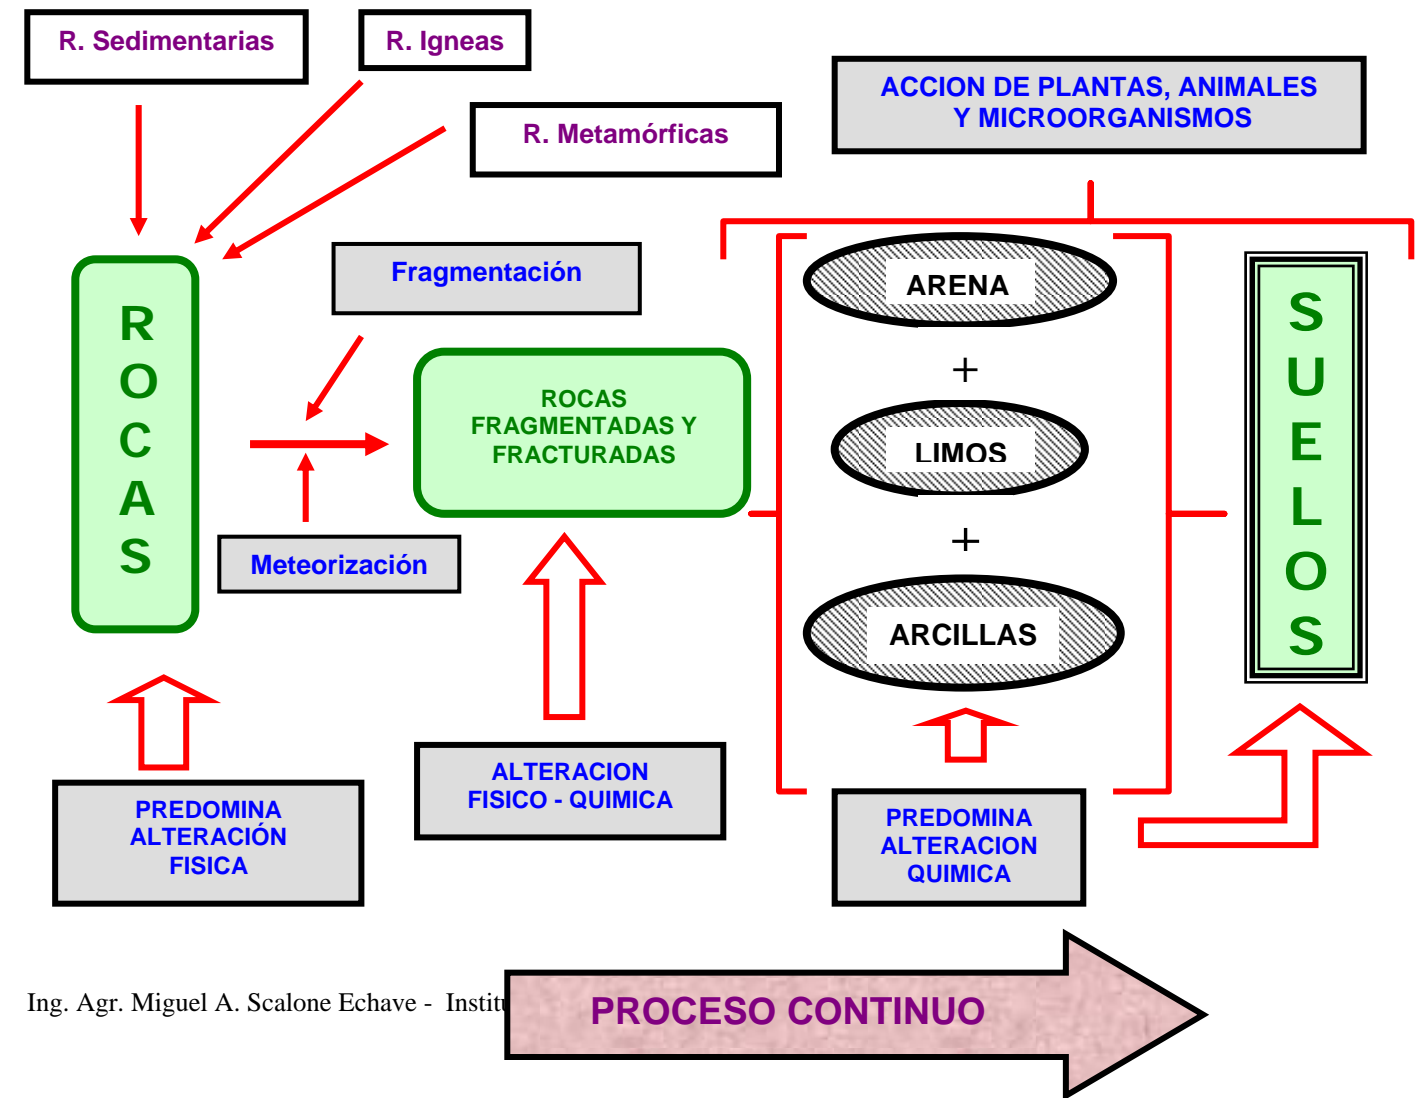 R. Sedimentarias
R. Igneas
R. Metamórficas
ACCION DE PLANTAS, ANIMALES
Y MICROORGANISMOS
Fragmentación
R
O
C
A
S
ROCAS
FRAGMENTADAS Y
FRACTURADAS
Meteorización
ARENA
+
LIMOS
+
ARCILLAS
S
U
E
L
O
S
PREDOMINA
ALTERACIÓN
FISICA
ALTERACION
FISICO - QUIMICA
PREDOMINA
ALTERACION
QUIMICA
Ing. Agr. Miguel A. Scalone Echave -
PROCESO CONTINUO